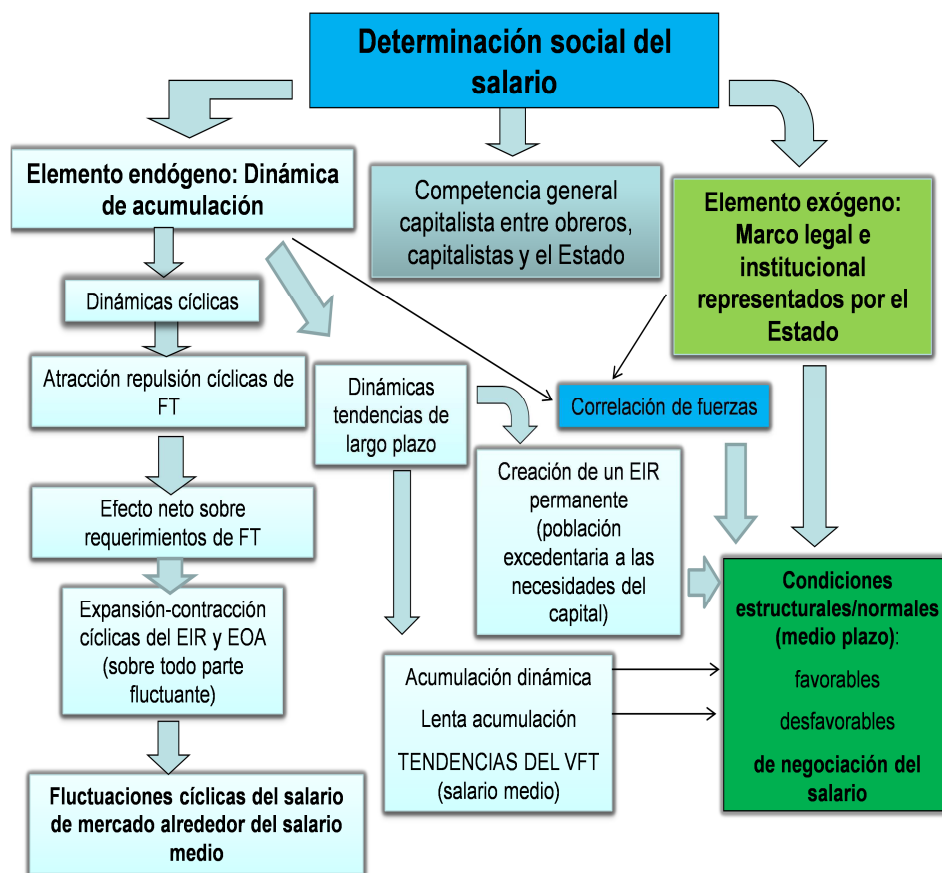 Determinación social del
salario
Elemento endógeno: Dinámica
de acumulación
Competencia general
capitalista entre obreros,
capitalistas y el Estado
Elemento exógeno:
Marco legal e
institucional
representados por el
Estado
Dinámicas cíclicas
Atracción repulsión cíclicas de
FT
Dinámicas
tendencias de
largo plazo
Correlación de fuerzas
Creación de un EIR
permanente
(población
excedentaria a las
necesidades del
capital)
Efecto neto sobre
requerimientos de FT
Expansión-contracción
cíclicas del EIR y EOA
(sobre todo parte
fluctuante)
Condiciones
estructurales/normales
(medio plazo):
favorables
desfavorables
de negociación del
salario
Acumulación dinámica
Lenta acumulación
TENDENCIAS DEL VFT
(salario medio)
Fluctuaciones cíclicas del salario
de mercado alrededor del salario
medio